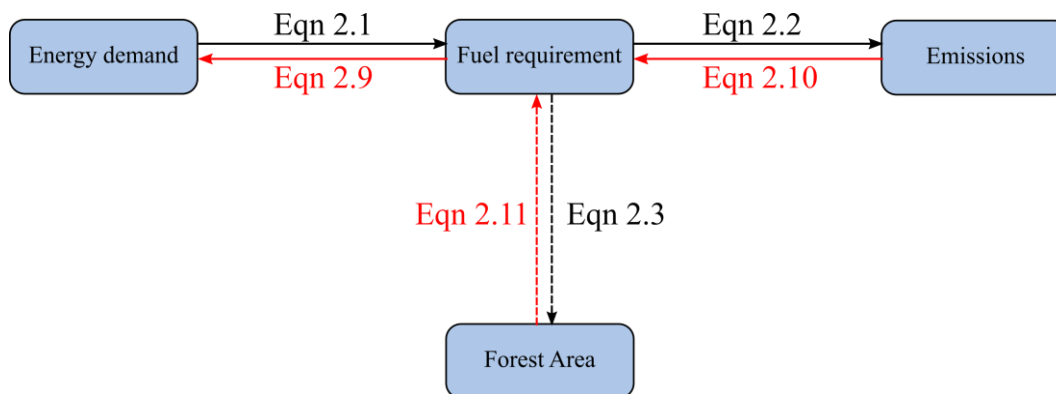 Eqn 2.1
Eqn 2.2
Energy demand
Fuel requirement
Emissions
Eqn 2.9
Eqn 2.10
Eqn 2.11
Eqn 2.3
Forest Area